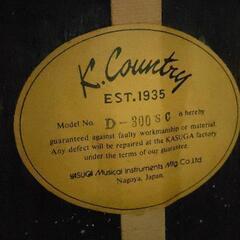 K. Country
EST. 1935
Model No. D-300SC is hereby
guaranteed against faulty workmanship or material.
Any defect will be repaired at the KASUGA factory
under the terms of our guarantee.
KASUGA Musical Instruments Mfg Co.,Ltd
Nagoya, Japan.